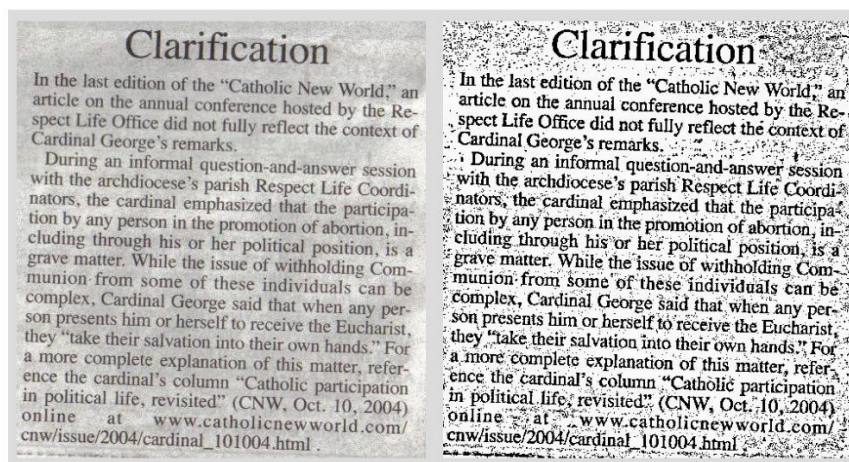 Clarification
In the last edition of the “Catholic New World,” an
article on the annual conference hosted by the Re-
spect Life Office did not fully reflect the context of
Cardinal George’s remarks.
During an informal question-and-answer session
with the archdiocese’s parish Respect Life Coordi-
nators, the cardinal emphasized that the participa-
tion by any person in the promotion of abortion, in-
cluding through his or her political position, is a
grave matter. While the issue of withholding Com-
munion from some of these individuals can be
complex, Cardinal George said that when any per-
son presents him or herself to receive the Eucharist,
they “take their salvation into their own hands.” For
a more complete explanation of this matter, refer-
ence the cardinal’s column “Catholic participation
in political life, revisited” (CNW, Oct. 10, 2004)
online at www.catholicnewworld.com/
cnw/issue/2004/cardinal_101004.html .
Clarification
In the last edition of the “Catholic New World,” an
article on the annual conference hosted by the Re-
spect Life Office did not fully reflect the context of
Cardinal George’s remarks.
During an informal question-and-answer session
with the archdiocese’s parish Respect Life Coordi-
nators, the cardinal emphasized that the participa-
tion by any person in the promotion of abortion, in-
cluding through his or her political position, is a
grave matter. While the issue of withholding Com-
munion from some of these individuals can be
complex, Cardinal George said that when any per-
son presents him or herself to receive the Eucharist,
they “take their salvation into their own hands.” For
a more complete explanation of this matter, refer-
ence the cardinal’s column “Catholic participation
in political life, revisited” (CNW, Oct. 10, 2004)
online at www.catholicnewworld.com/
cnw/issue/2004/cardinal_101004.html .